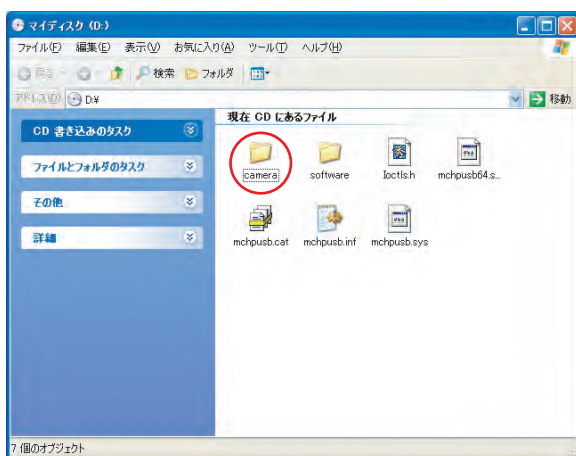 マイディスク (D:)
ファイル(F) 編集(E) 表示(V) お気に入り(A) ツール(T) ヘルプ(H)
戻る 検索 フォルダ
アドレス(D) D:¥ 移動
現在 CD にあるファイル
CD 書き込みのタスク
ファイルとフォルダのタスク
その他
詳細
camera software Ioctls.h mchpusb64.s...
mchpusb.cat mchpusb.inf mchpusb.sys
7 個のオブジェクト